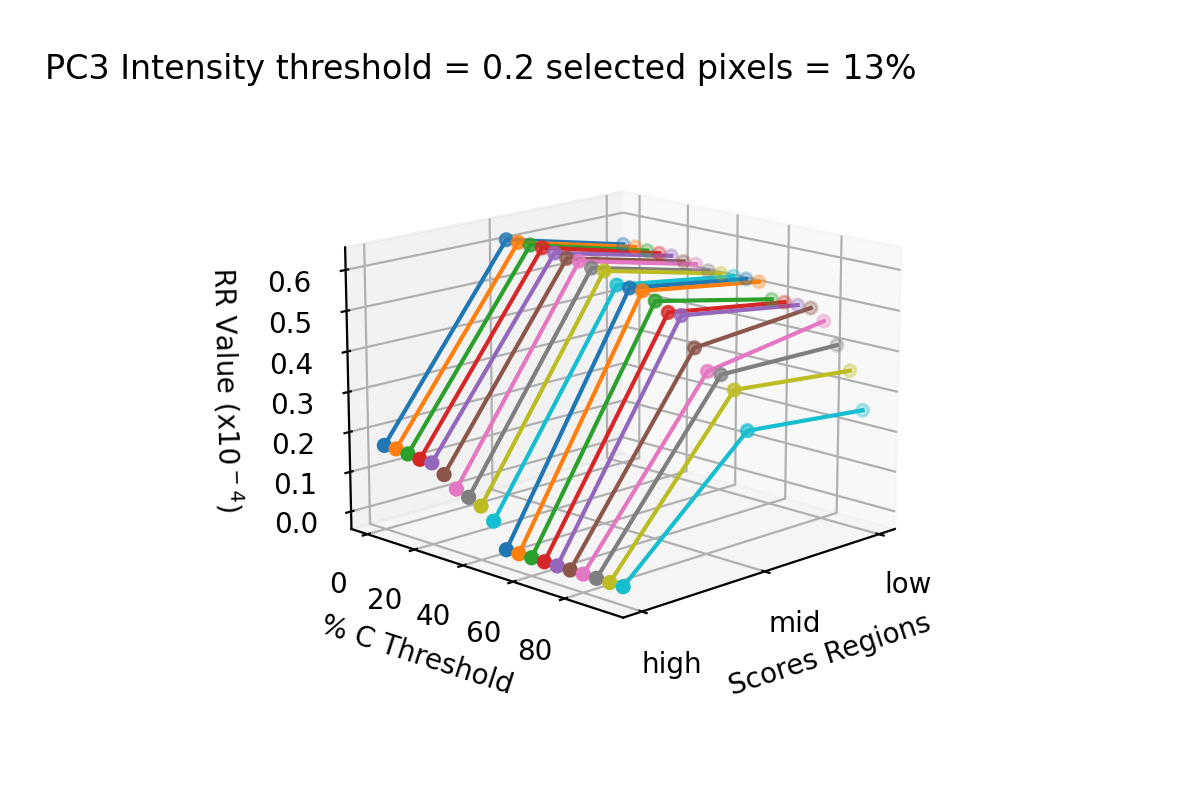 PC3 Intensity threshold = 0.2 selected pixels = 13%
RR Value (x10⁻⁴)
0.6
0.5
0.4
0.3
0.2
0.1
0.0
0
20
40
60
80
% C Threshold
high
mid
low
Scores Regions